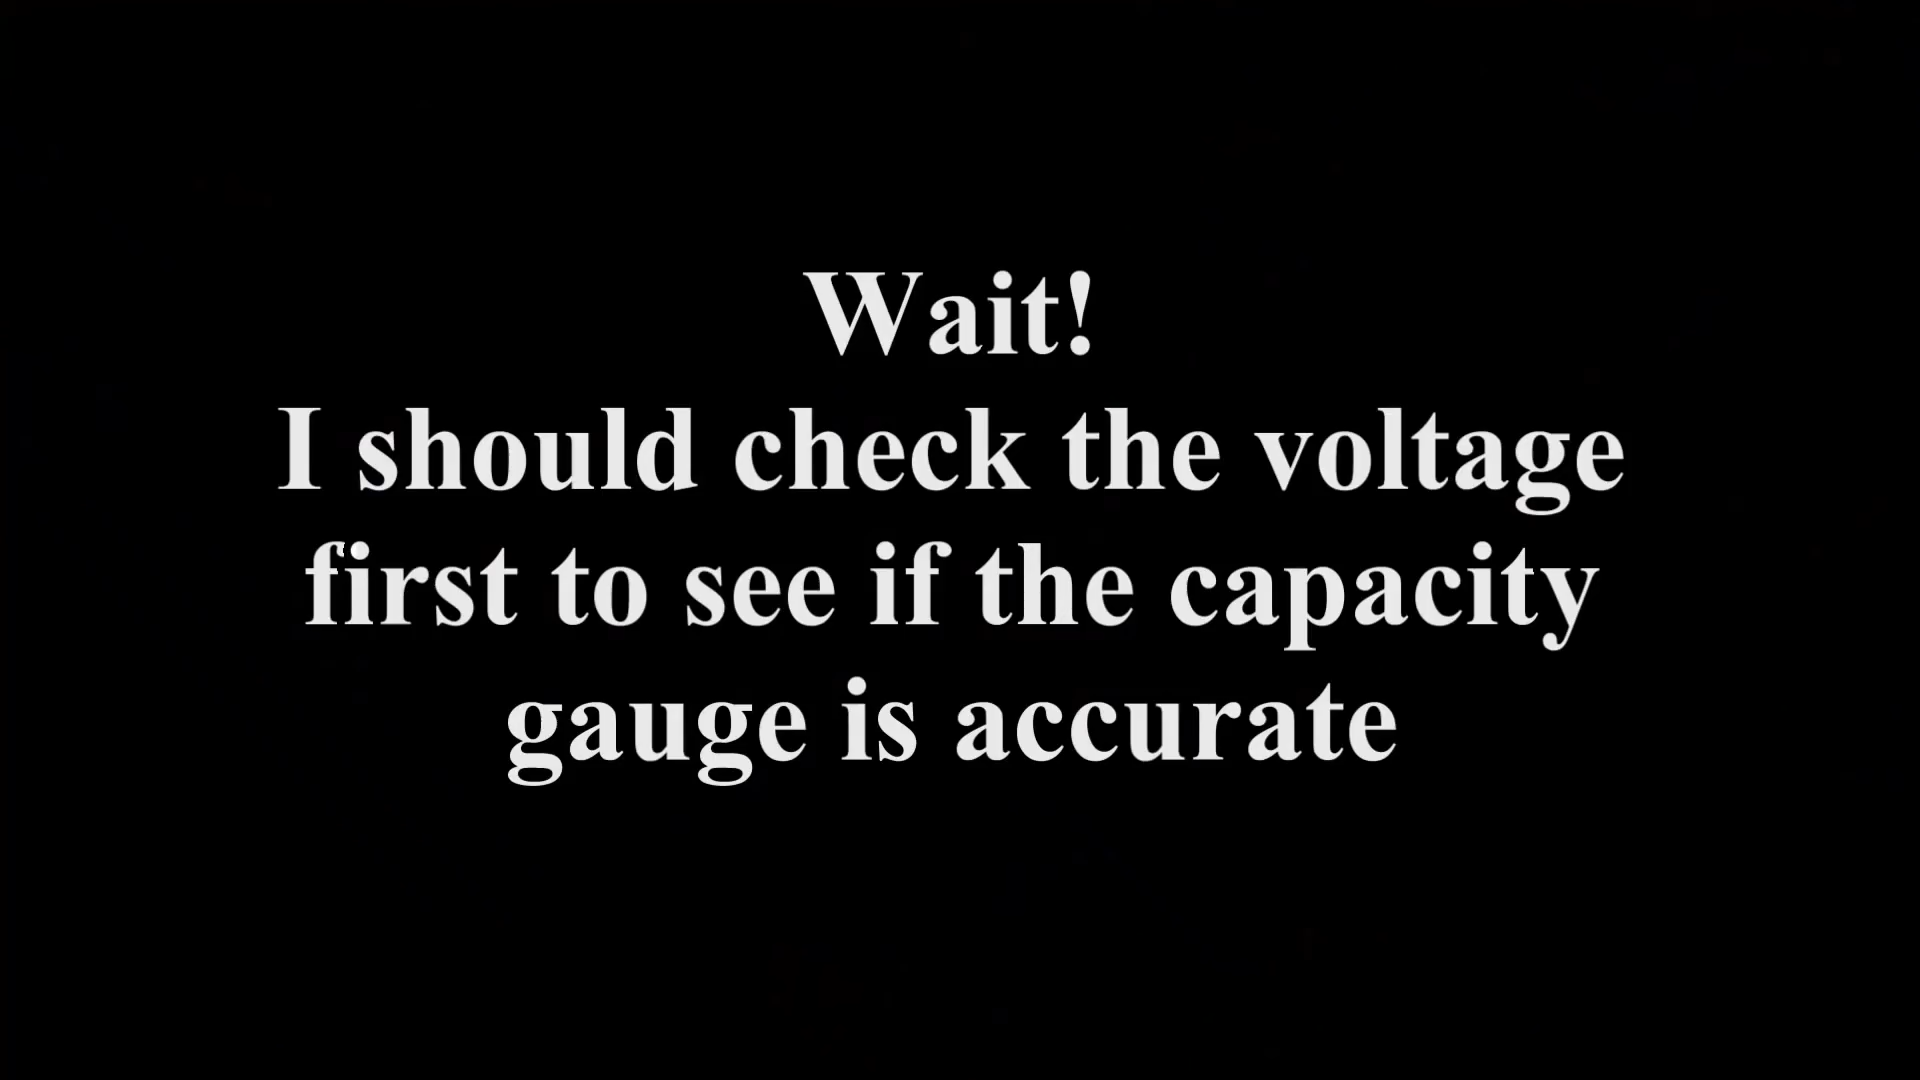 Wait!
I should check the voltage
first to see if the capacity
gauge is accurate